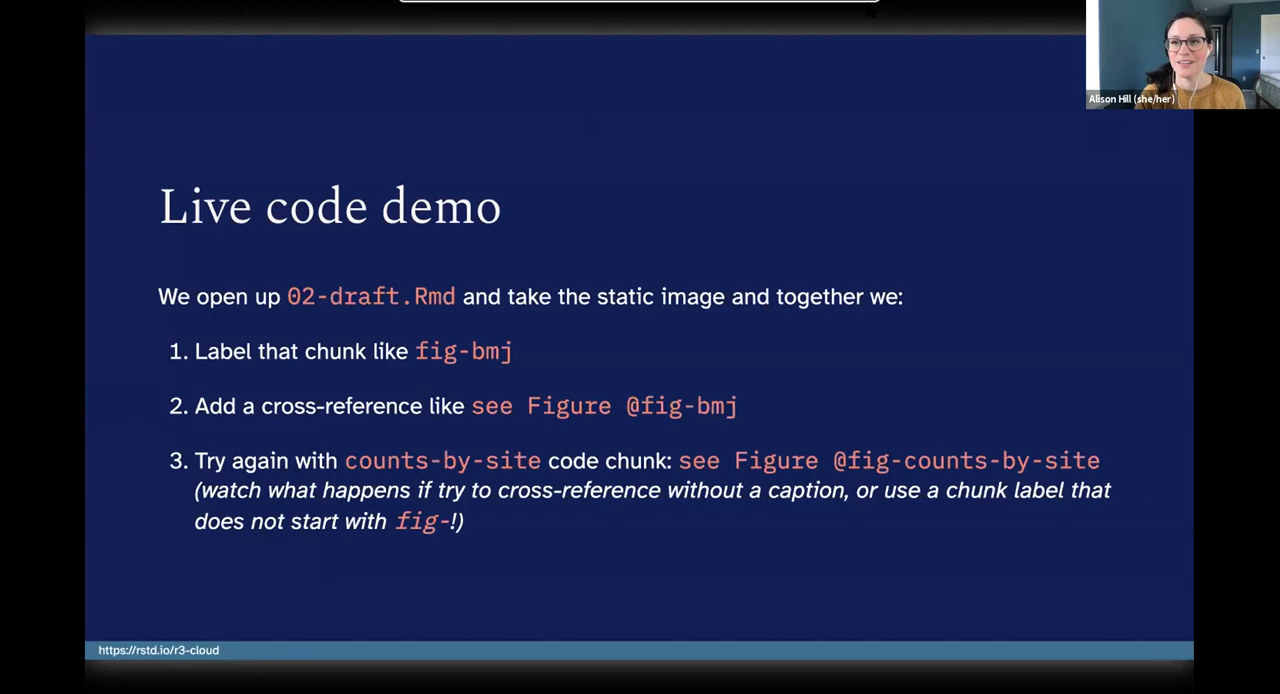 Alison Hill (she/her)
Live code demo
We open up 02-draft.Rmd and take the static image and together we:
1. Label that chunk like fig-bmj
2. Add a cross-reference like see Figure @fig-bmj
3. Try again with counts-by-site code chunk: see Figure @fig-counts-by-site
(watch what happens if try to cross-reference without a caption, or use a chunk label that
does not start with fig-!)
https://rstd.io/r3-cloud